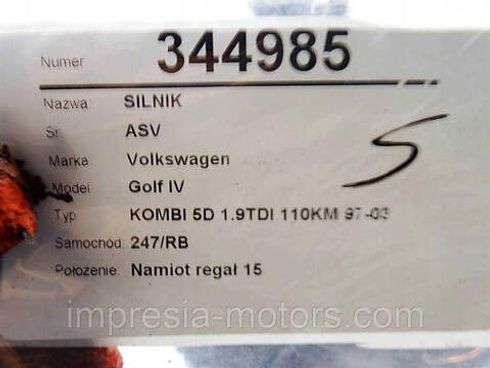 Numer 344985
Nazwa SILNIK
Sr. ASV
Marka Volkswagen
Model Golf IV
Typ KOMBI 5D 1.9TDI 110KM 97-03
Samochód: 247/RB
Położenie: Namiot regał 15
S
impresia-motors.com/